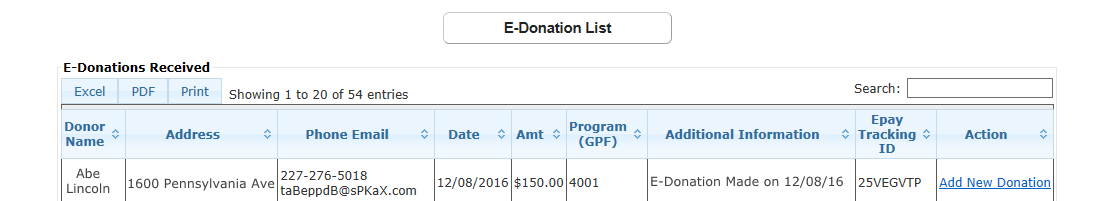 E-Donation List
E-Donations Received
Excel PDF Print Showing 1 to 20 of 54 entries Search:
Donor Name Address Phone Email Date Amt Program (GPF) Additional Information Epay Tracking ID Action
Abe Lincoln 1600 Pennsylvania Ave 227-276-5018 taBeppdB@sPKaX.com 12/08/2016 $150.00 4001 E-Donation Made on 12/08/16 25VEGVTP Add New Donation